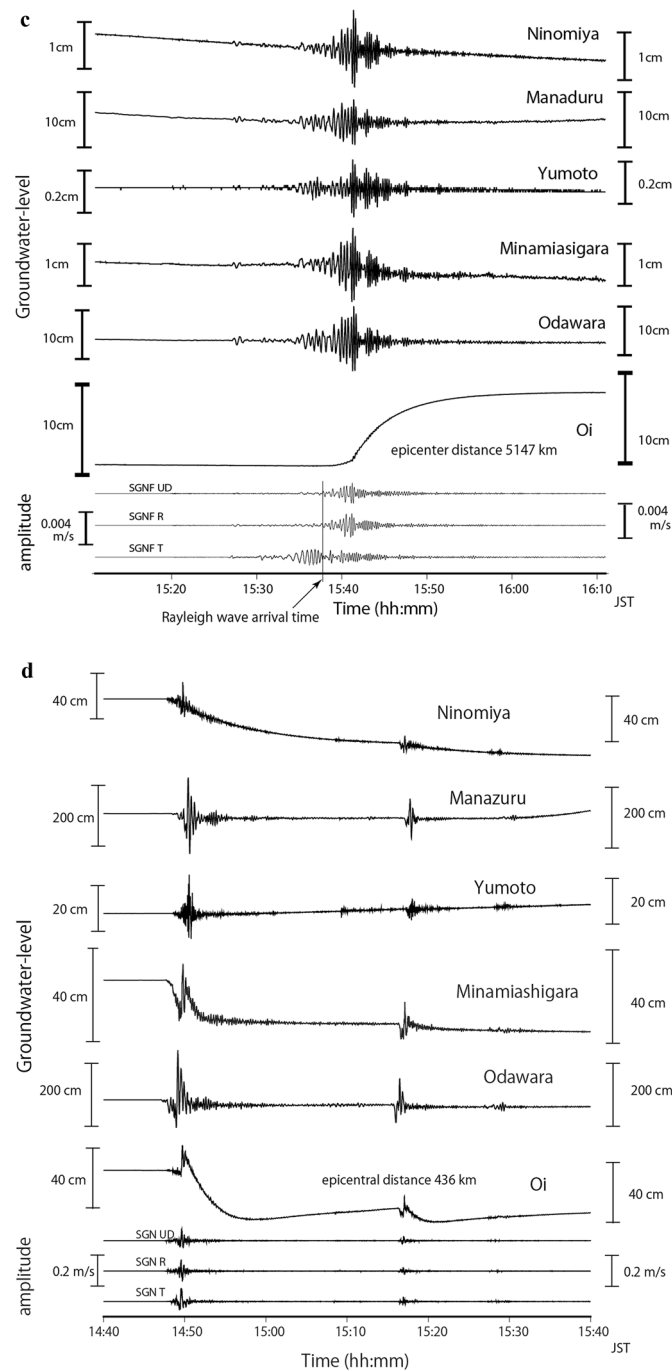 c
Ninomiya
1cm
1cm
Manaduru
10cm
10cm
Yumoto
0.2cm
0.2cm
Groundwater-level
Minamiasigara
1cm
1cm
Odawara
10cm
10cm
10cm
Oi
10cm
epicenter distance 5147 km
amplitude
SGNF UD
0.004
m/s
SGNF R
0.004
m/s
SGNF T
15:20
15:30
15:40
15:50
16:00
16:10
JST
Rayleigh wave arrival time
Time (hh:mm)
d
40 cm
Ninomiya
40 cm
Manazuru
200 cm
200 cm
Yumoto
20 cm
20 cm
Groundwater-level
Minamiashigara
40 cm
40 cm
Odawara
200 cm
200 cm
epicentral distance 436 km
Oi
40 cm
40 cm
amplitude
SGN UD
SGN R
0.2 m/s
0.2 m/s
SGN T
14:40
14:50
15:00
15:10
15:20
15:30
15:40
JST
Time (hh:mm)